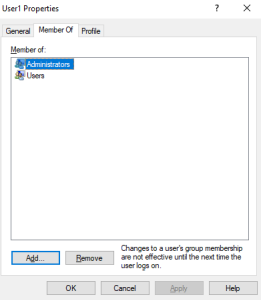 User1 Properties
General Member Of Profile
Member of:
Administrators
Users
Add... Remove Changes to a user's group membership
are not effective until the next time the
user logs on.
OK Cancel Apply Help